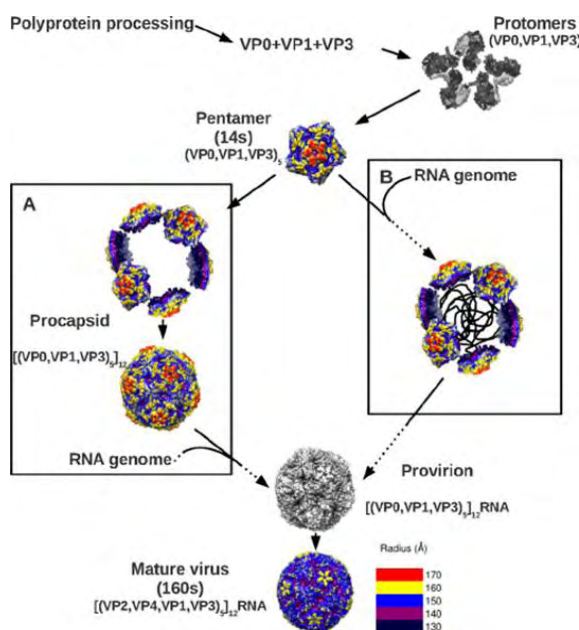 Polyprotein processing
VP0+VP1+VP3
Protomers
(VP0,VP1,VP3)
Pentamer
(14s)
(VP0,VP1,VP3)5
A
B
RNA genome
Procapsid
[(VP0,VP1,VP3)5]12
RNA genome
Provirion
[(VP0,VP1,VP3)5]12RNA
Mature virus
(160s)
[(VP2,VP4,VP1,VP3)5]12RNA
Radius (Å)
170
160
150
140
130